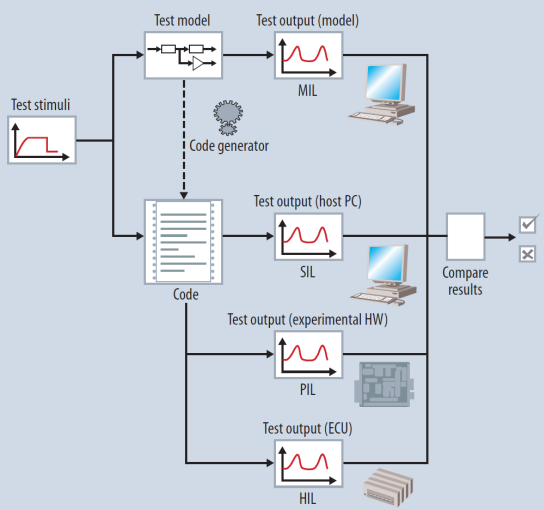 Test model
Test output (model)
MIL
Test stimuli
Code generator
Test output (host PC)
SIL
Code
Compare
results
Test output (experimental HW)
PIL
Test output (ECU)
HIL